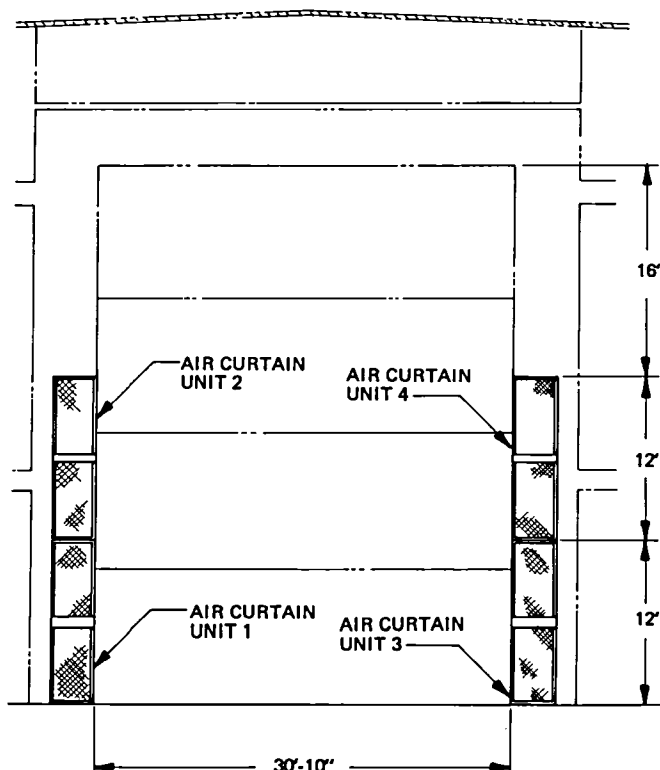 16'
AIR CURTAIN
UNIT 2
AIR CURTAIN
UNIT 4
12'
AIR CURTAIN
UNIT 1
AIR CURTAIN
UNIT 3
12'
30'-10"